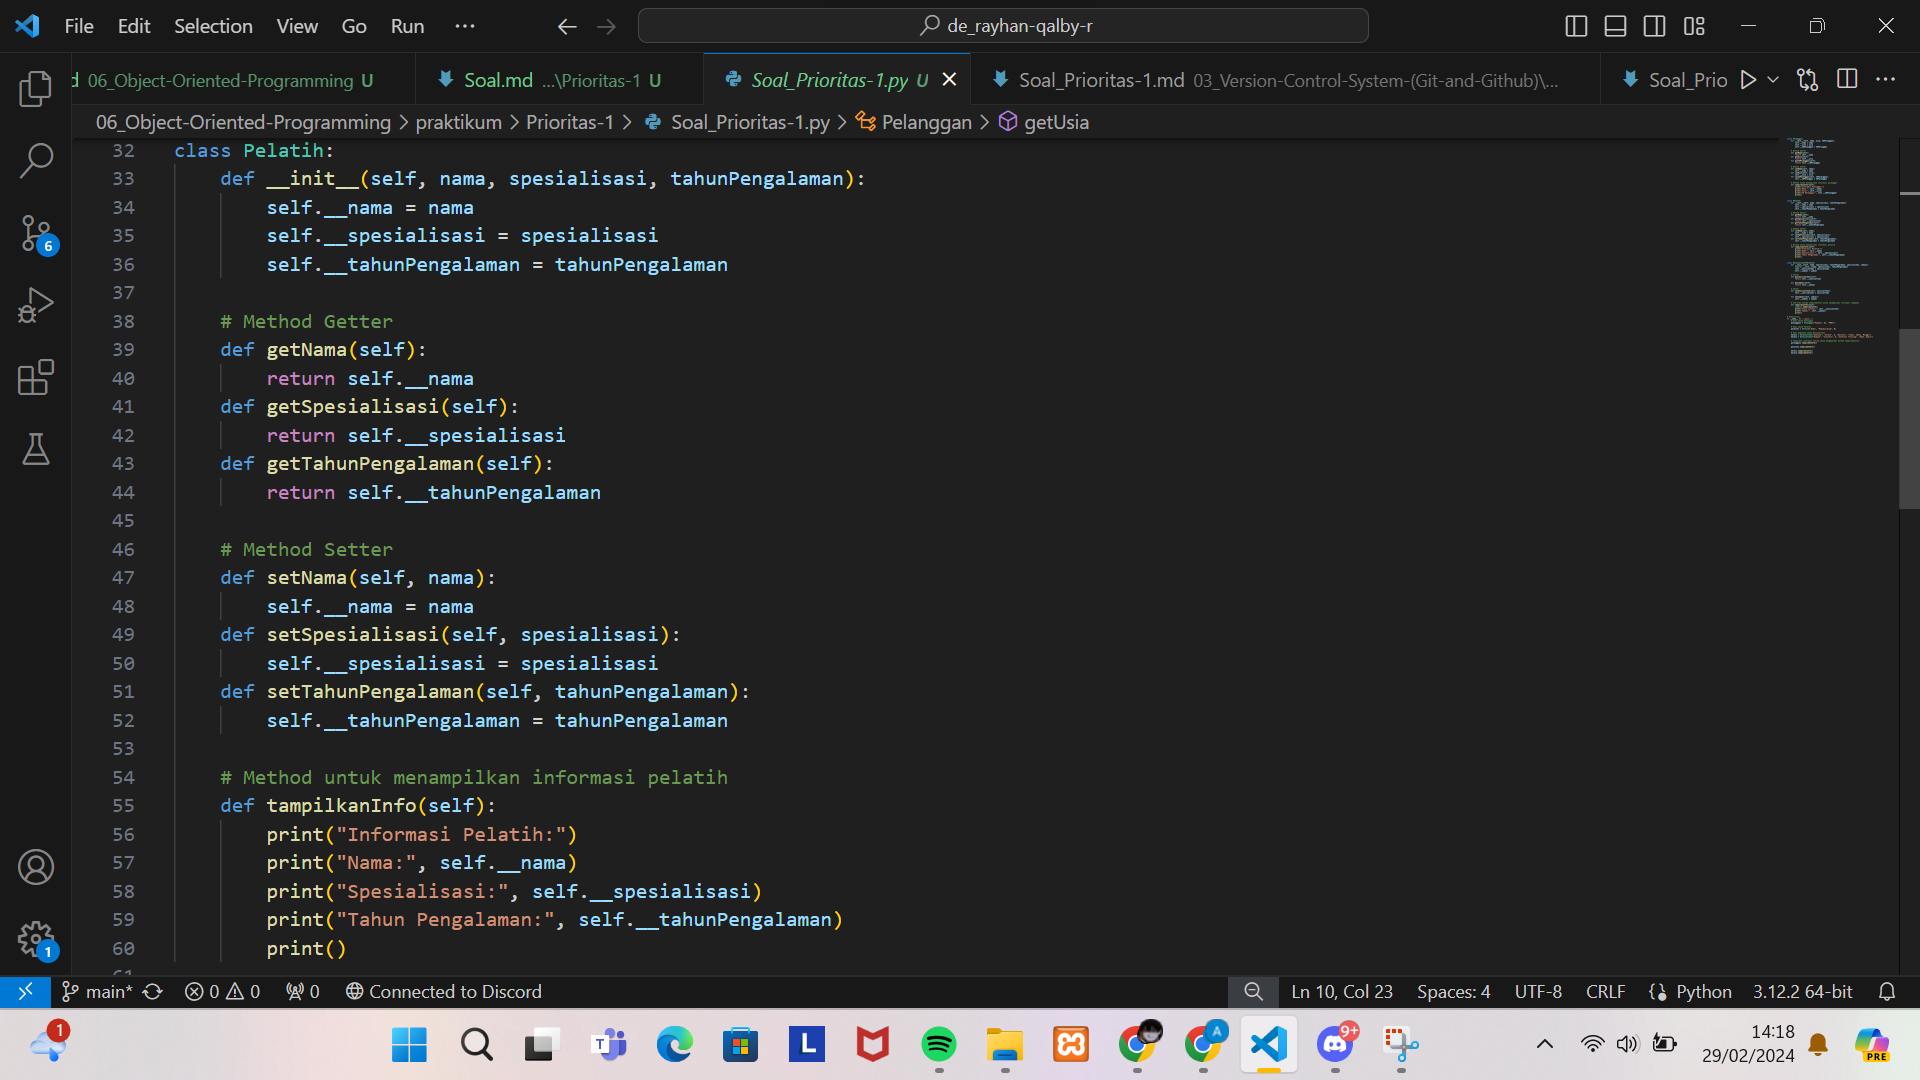 File Edit Selection View Go Run ···
de_rayhan-qalby-r
06_Object-Oriented-Programming U
Soal.md ...\Prioritas-1 U
Soal_Prioritas-1.py U
Soal_Prioritas-1.md 03_Version-Control-System-(Git-and-Github)\...
Soal_Prio
06_Object-Oriented-Programming > praktikum > Prioritas-1 > Soal_Prioritas-1.py > Pelanggan > getUsia
32 class Pelatih:
33 def __init__(self, nama, spesialisasi, tahunPengalaman):
34 self.__nama = nama
35 self.__spesialisasi = spesialisasi
36 self.__tahunPengalaman = tahunPengalaman
37
38 # Method Getter
39 def getNama(self):
40 return self.__nama
41 def getSpesialisasi(self):
42 return self.__spesialisasi
43 def getTahunPengalaman(self):
44 return self.__tahunPengalaman
45
46 # Method Setter
47 def setNama(self, nama):
48 self.__nama = nama
49 def setSpesialisasi(self, spesialisasi):
50 self.__spesialisasi = spesialisasi
51 def setTahunPengalaman(self, tahunPengalaman):
52 self.__tahunPengalaman = tahunPengalaman
53
54 # Method untuk menampilkan informasi pelatih
55 def tampilkanInfo(self):
56 print("Informasi Pelatih:")
57 print("Nama:", self.__nama)
58 print("Spesialisasi:", self.__spesialisasi)
59 print("Tahun Pengalaman:", self.__tahunPengalaman)
60 print()
6
1
main* 0 0 0 Connected to Discord
Ln 10, Col 23 Spaces: 4 UTF-8 CRLF Python 3.12.2 64-bit
1
T
L
A
9+
14:18
29/02/2024
PRE